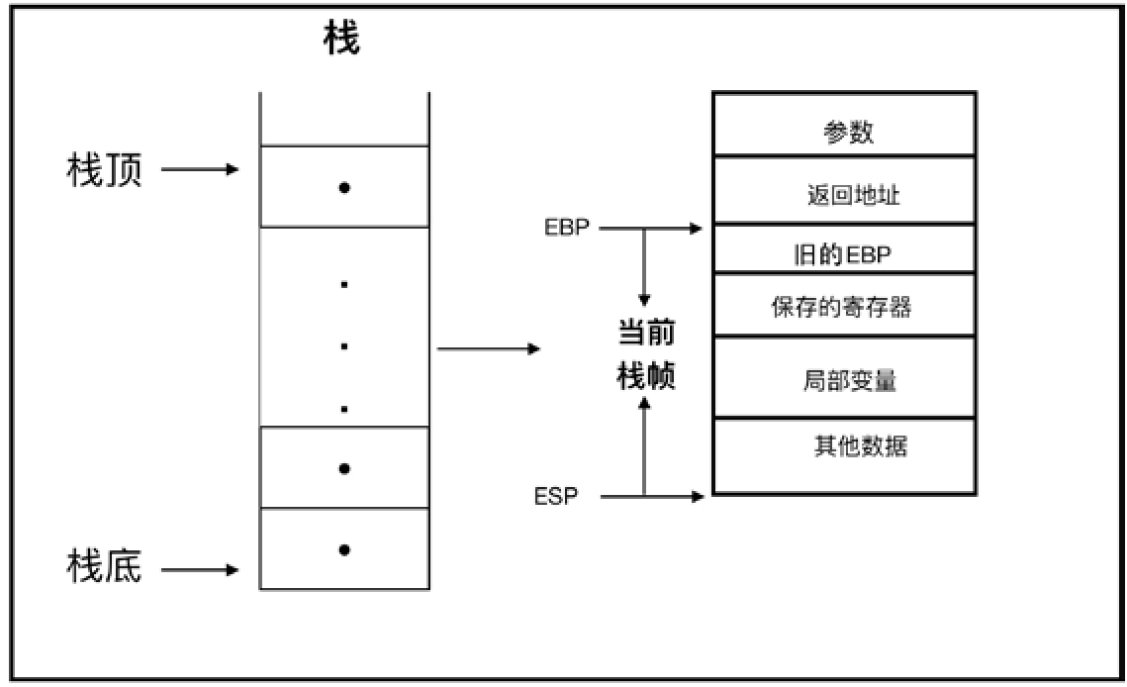 栈
栈顶
栈底
EBP
当前
栈帧
ESP
参数
返回地址
旧的EBP
保存的寄存器
局部变量
其他数据